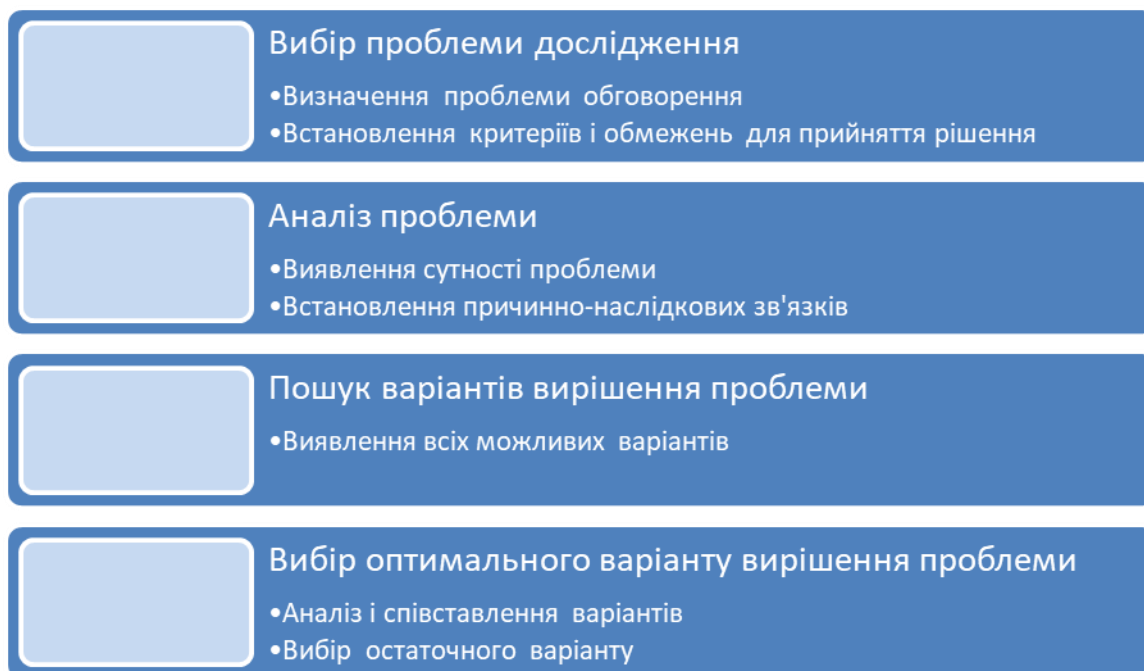 Вибір проблеми дослідження
•Визначення проблеми обговорення
•Встановлення критеріїв і обмежень для прийняття рішення
Аналіз проблеми
•Виявлення сутності проблеми
•Встановлення причинно-наслідкових зв'язків
Пошук варіантів вирішення проблеми
•Виявлення всіх можливих варіантів
Вибір оптимального варіанту вирішення проблеми
•Аналіз і співставлення варіантів
•Вибір остаточного варіанту